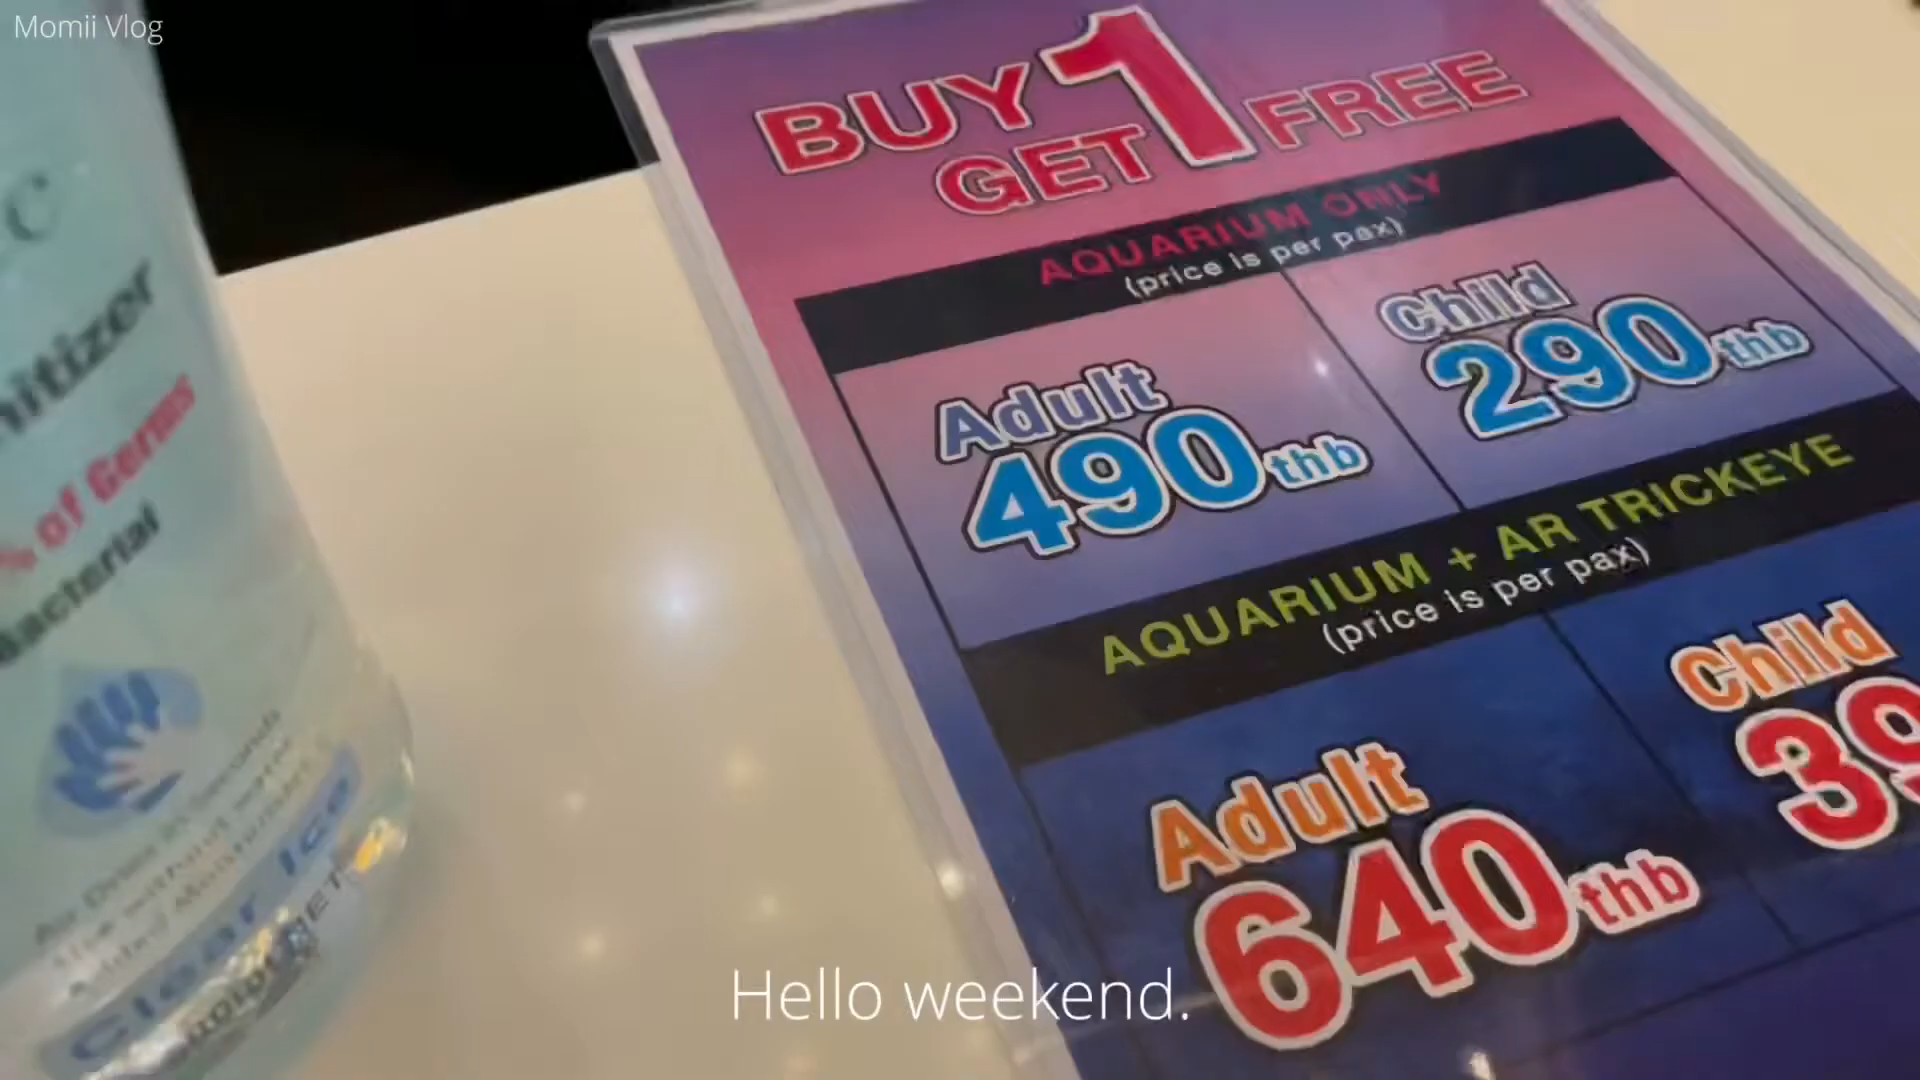 Momii Vlog
BUY 1
GET FREE
AQUARIUM ONLY
(price is per pax)
Adult
490 thb
Child
290 thb
AQUARIUM + AR TRICKEYE
(price is per pax)
Adult
640 thb
Child
of Germs
Bacterial
Clear Ice
Hello weekend.